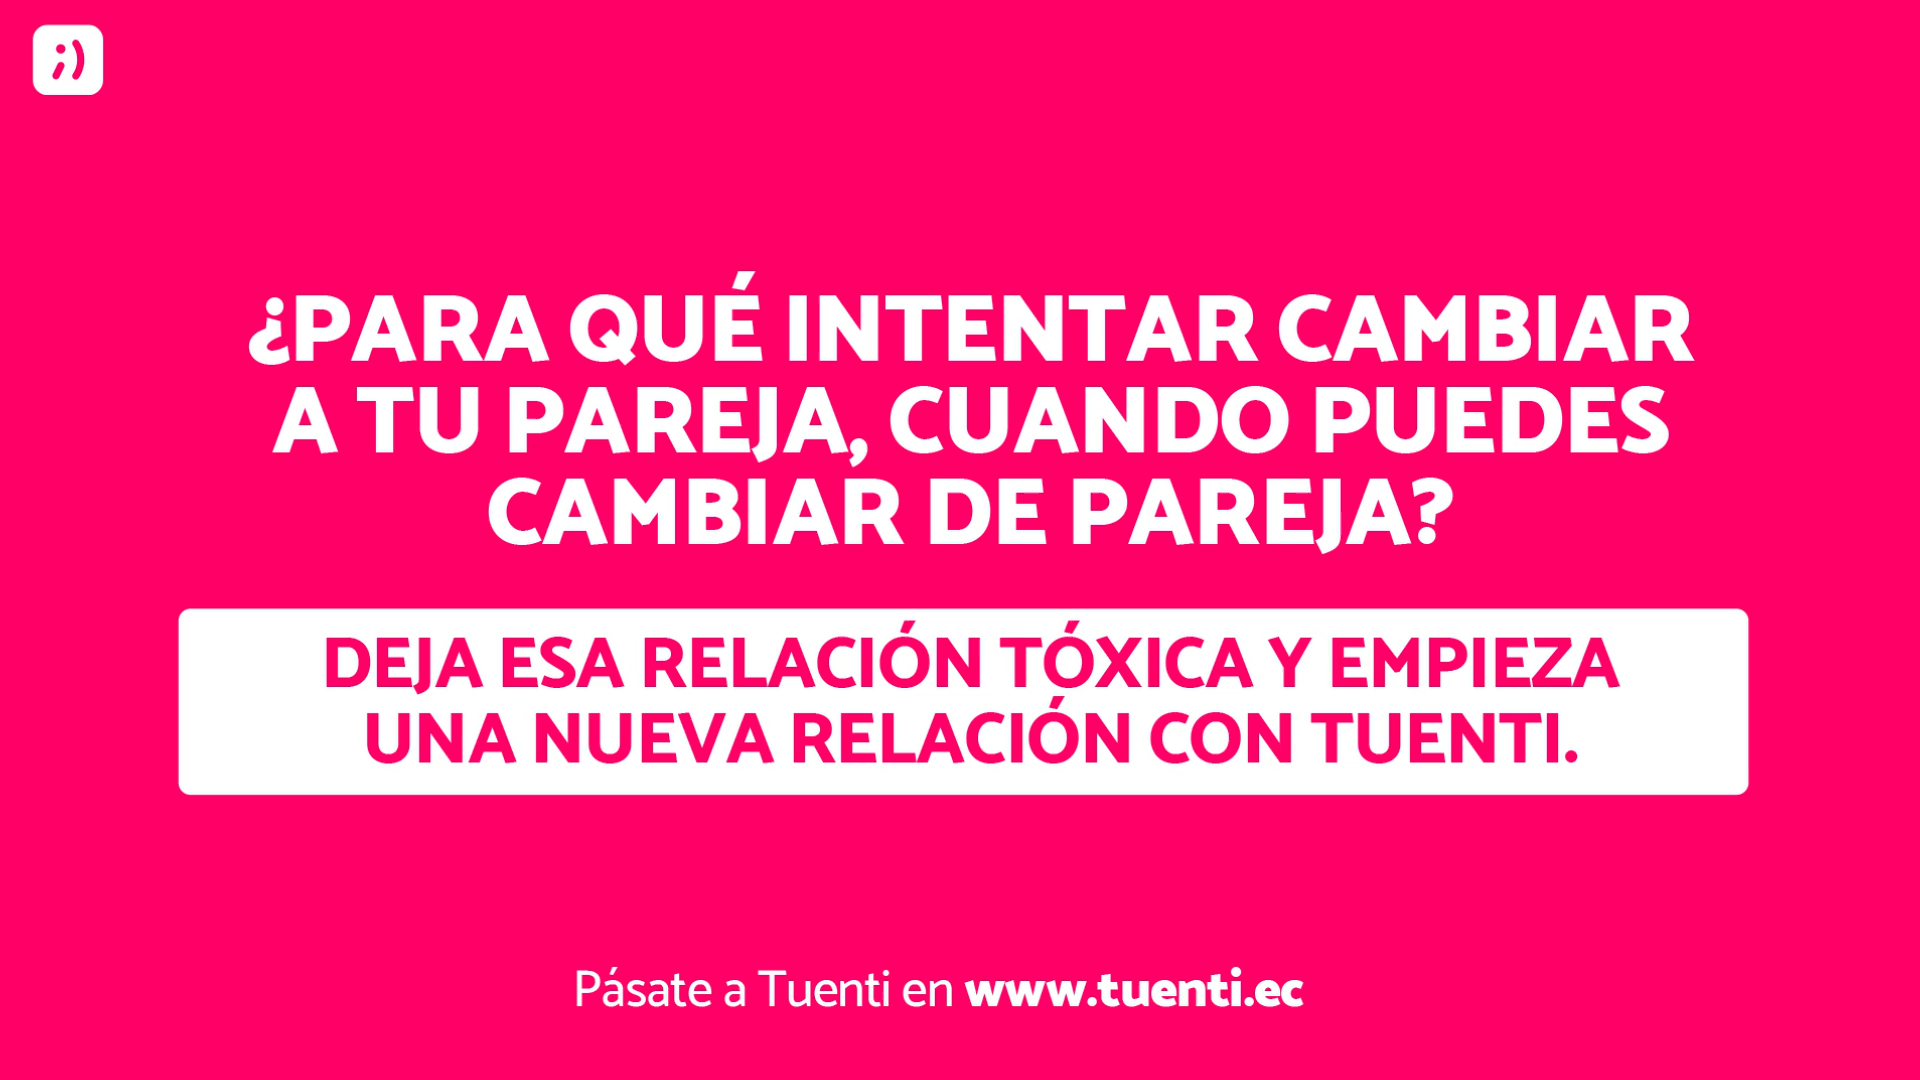 ;)
¿PARA QUÉ INTENTAR CAMBIAR
A TU PAREJA, CUANDO PUEDES
CAMBIAR DE PAREJA?
DEJA ESA RELACIÓN TÓXICA Y EMPIEZA
UNA NUEVA RELACIÓN CON TUENTI.
Pásate a Tuenti en www.tuenti.ec